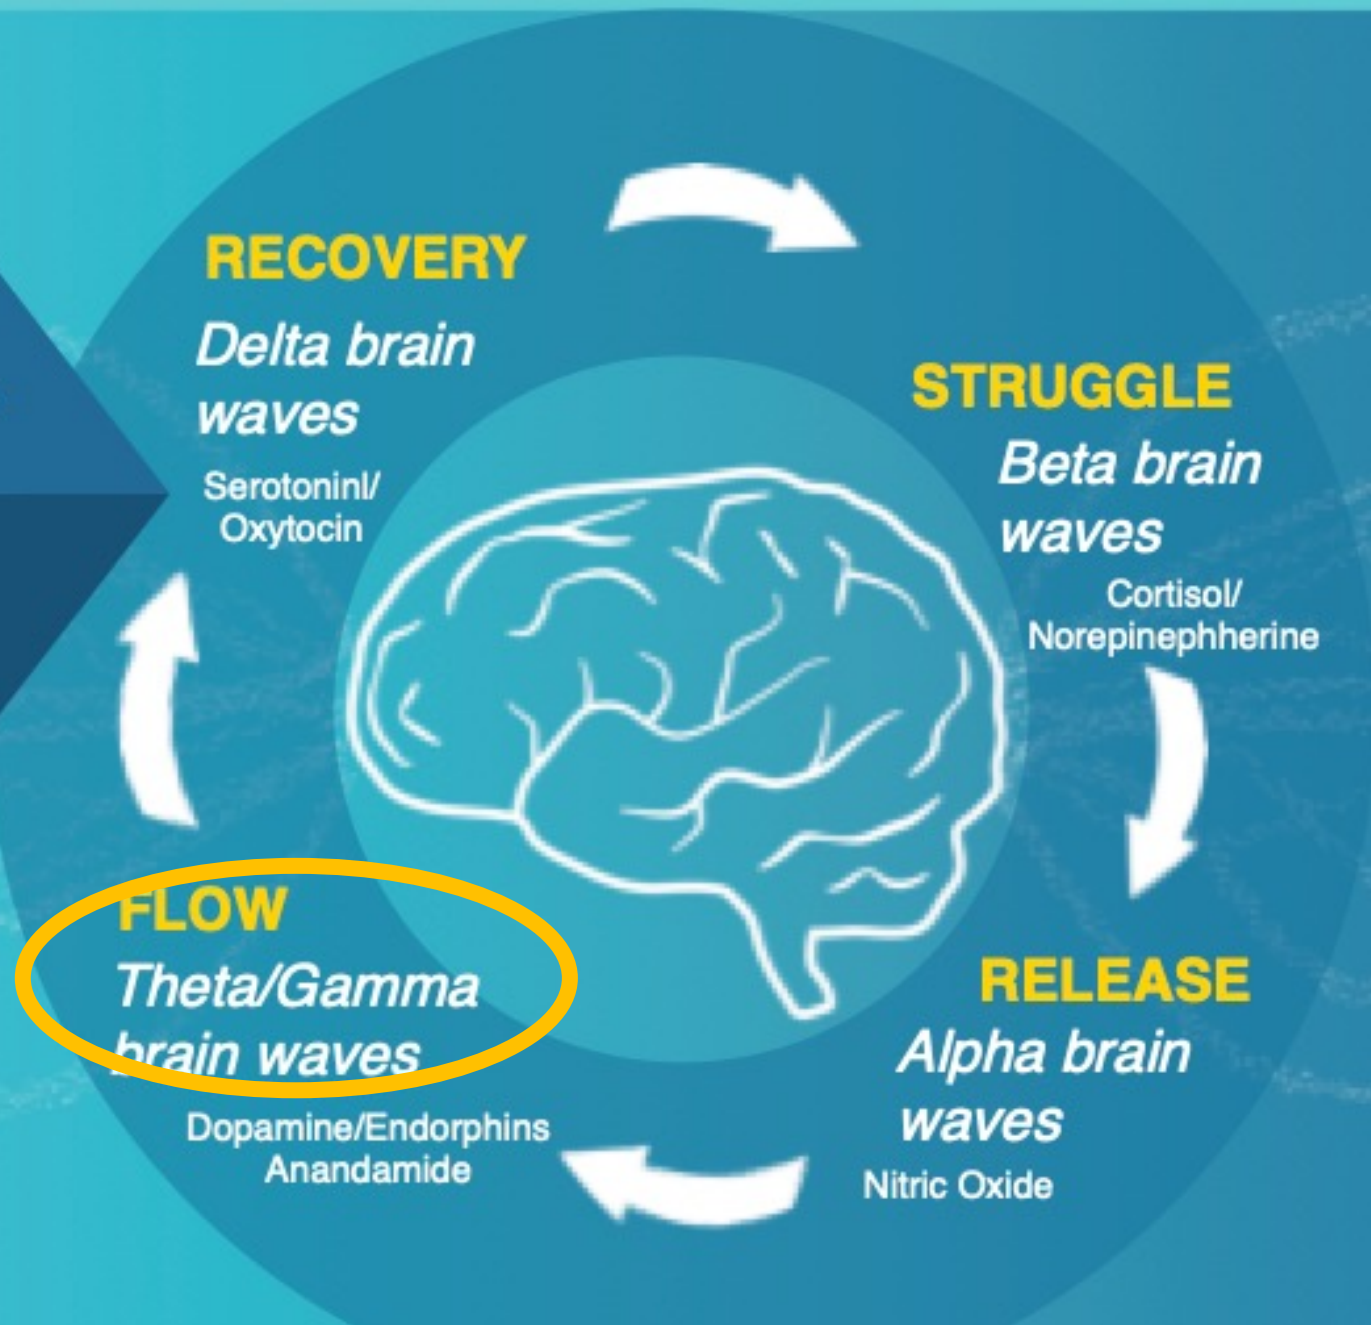 RECOVERY
Delta brain
waves
Serotoninl/
Oxytocin
STRUGGLE
Beta brain
waves
Cortisol/
Norepinephherine
RELEASE
Alpha brain
waves
Nitric Oxide
FLOW
Theta/Gamma
brain waves
Dopamine/Endorphins
Anandamide